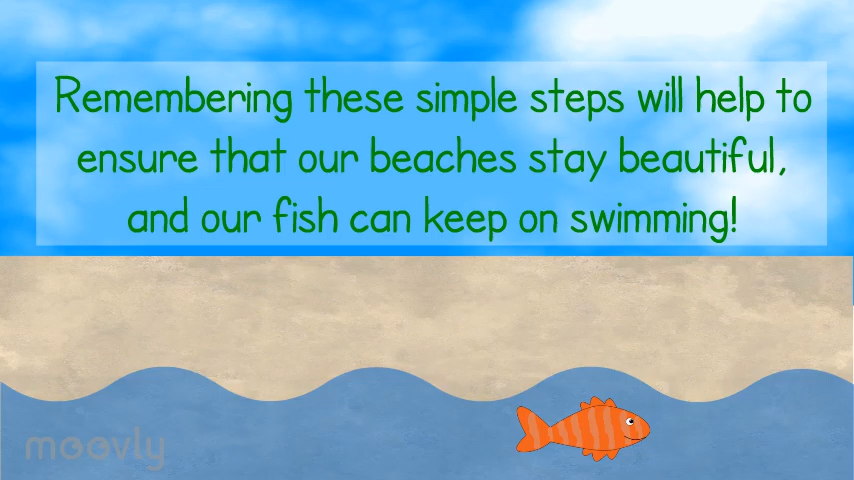 Remembering these simple steps will help to
ensure that our beaches stay beautiful,
and our fish can keep on swimming!
moovly